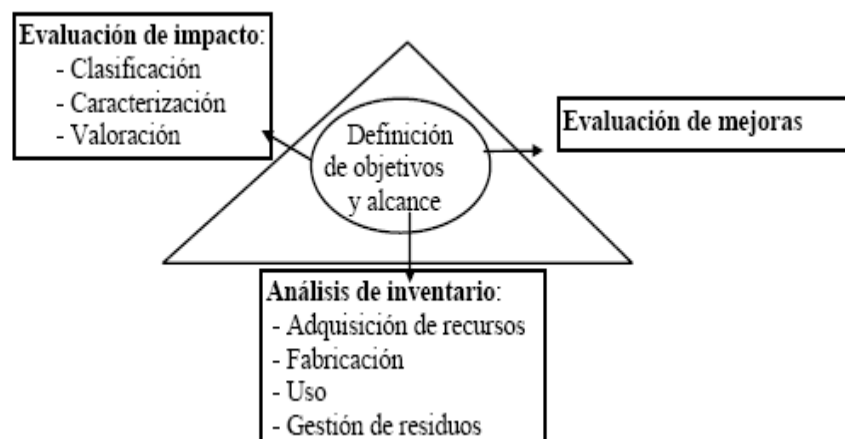 Evaluación de impacto:
- Clasificación
- Caracterización
- Valoración
Definición
de objetivos
y alcance
Evaluación de mejoras
Análisis de inventario:
- Adquisición de recursos
- Fabricación
- Uso
- Gestión de residuos